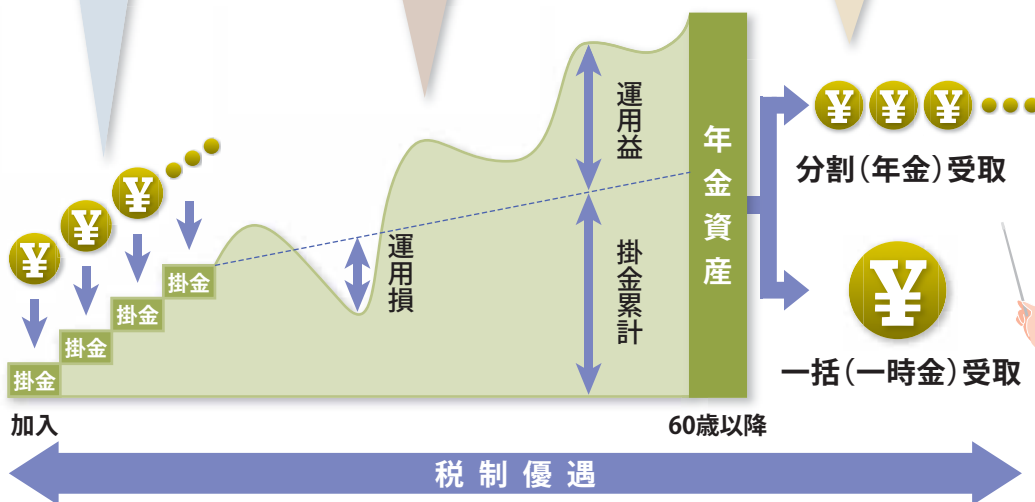 ¥
¥
¥
掛金
掛金
掛金
掛金
運用損
運用益
掛金累計
年金資産
¥ ¥ ¥
分割（年金）受取
¥
一括（一時金）受取
加入
60歳以降
税制優遇